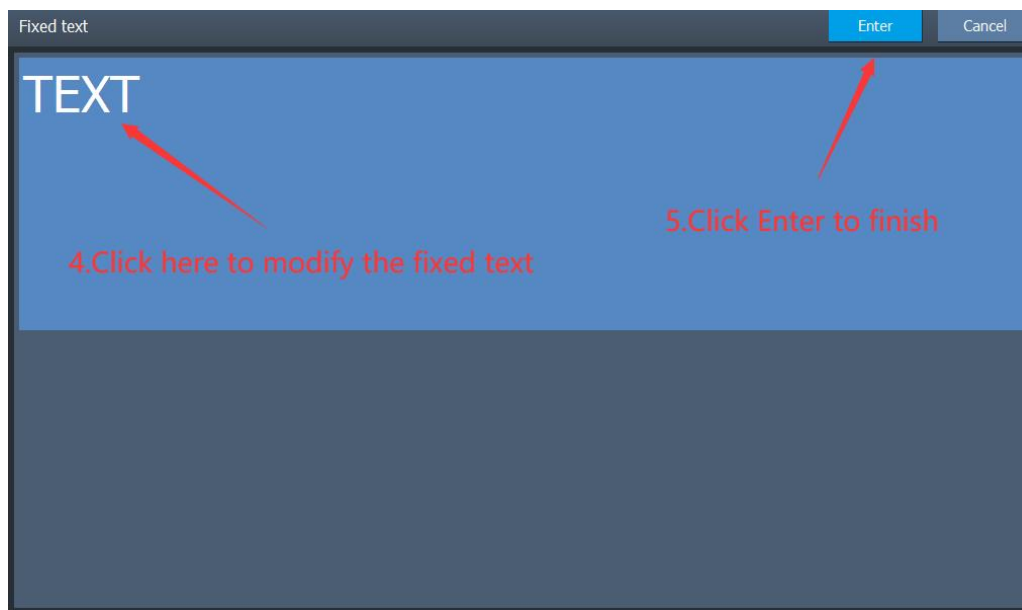 Fixed text
Enter
Cancel
TEXT
5.Click Enter to finish
4.Click here to modify the fixed text